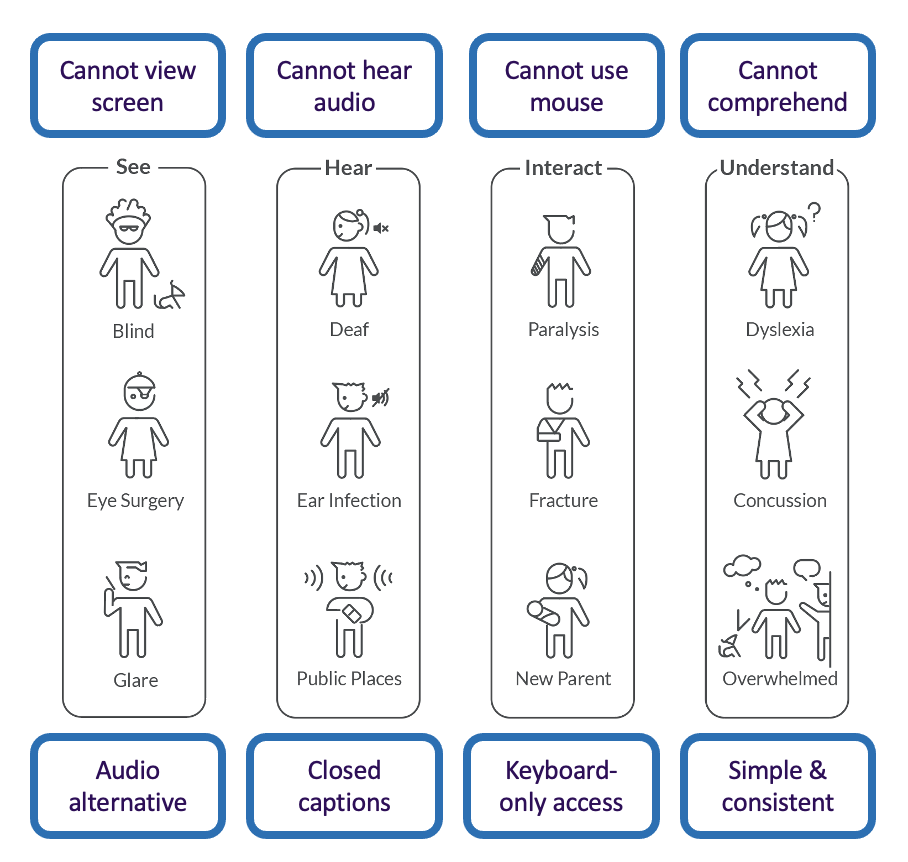 Cannot view
screen
Cannot hear
audio
Cannot use
mouse
Cannot
comprehend
See
Blind
Eye Surgery
Glare
Hear
Deaf
Ear Infection
Public Places
Interact
Paralysis
Fracture
New Parent
Understand
?
Dyslexia
Concussion
Overwhelmed
Audio
alternative
Closed
captions
Keyboard-
only access
Simple &
consistent